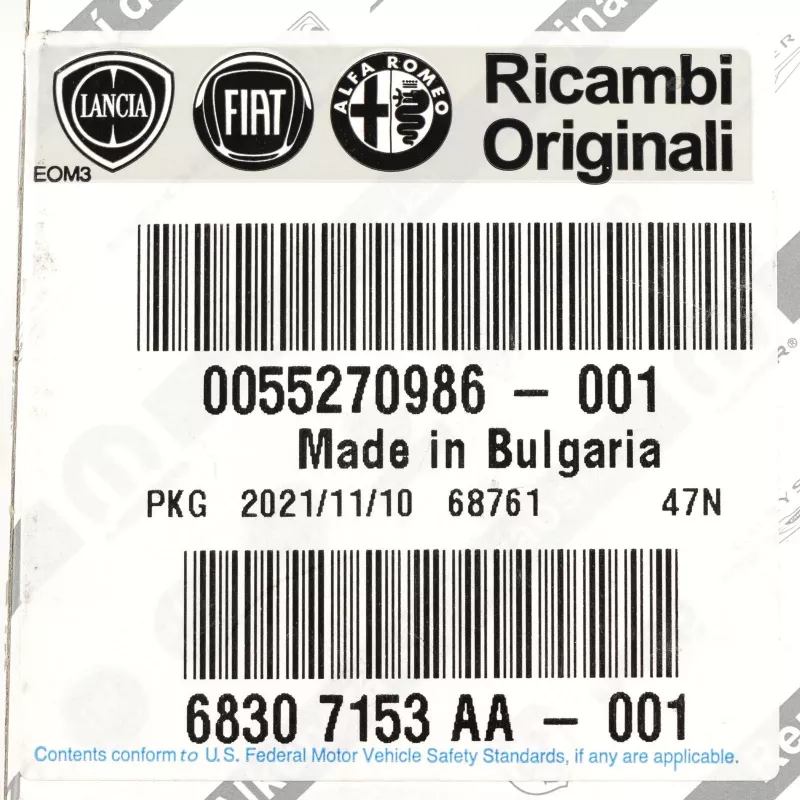 LANCIA
FIAT
ALFA ROMEO
Ricambi
Originali
EOM3
0055270986 – 001
Made in Bulgaria
PKG 2021/11/10 68761 47N
6830 7153 AA – 001
Contents conform to U.S. Federal Motor Vehicle Safety Standards, if any are applicable.